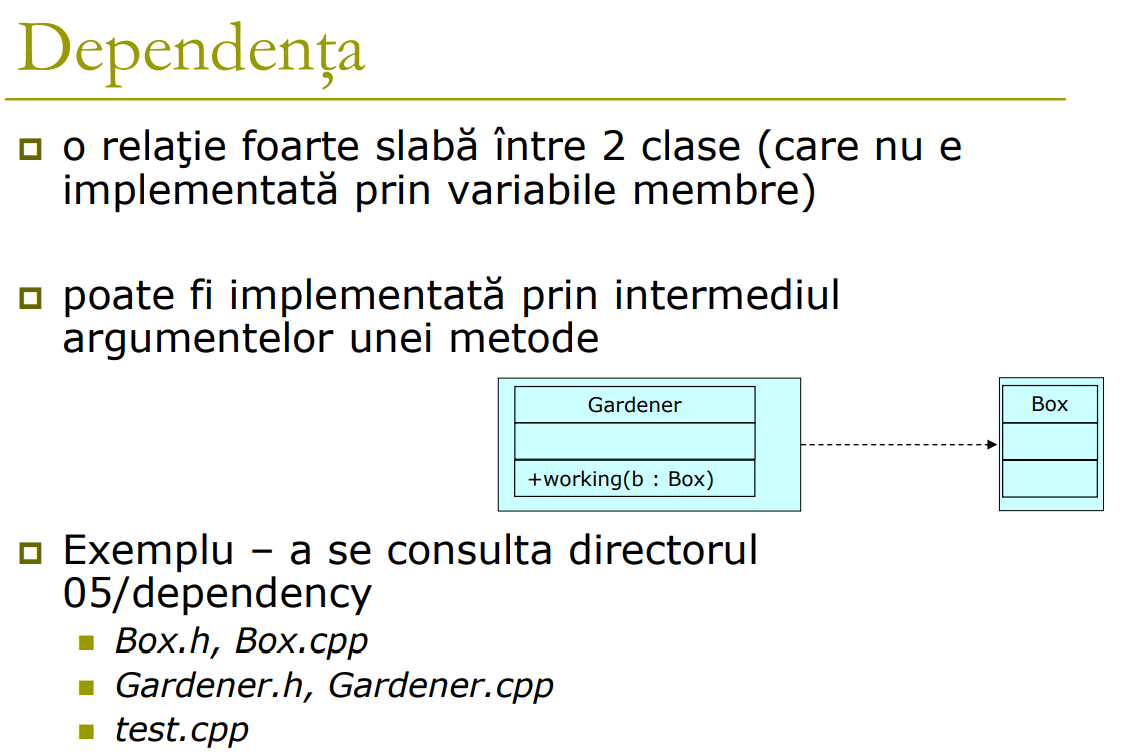 Dependența
o relaţie foarte slabă între 2 clase (care nu e
implementată prin variabile membre)
poate fi implementată prin intermediul
argumentelor unei metode
Gardener
+working(b : Box)
Box
Exemplu – a se consulta directorul
05/dependency
Box.h, Box.cpp
Gardener.h, Gardener.cpp
test.cpp